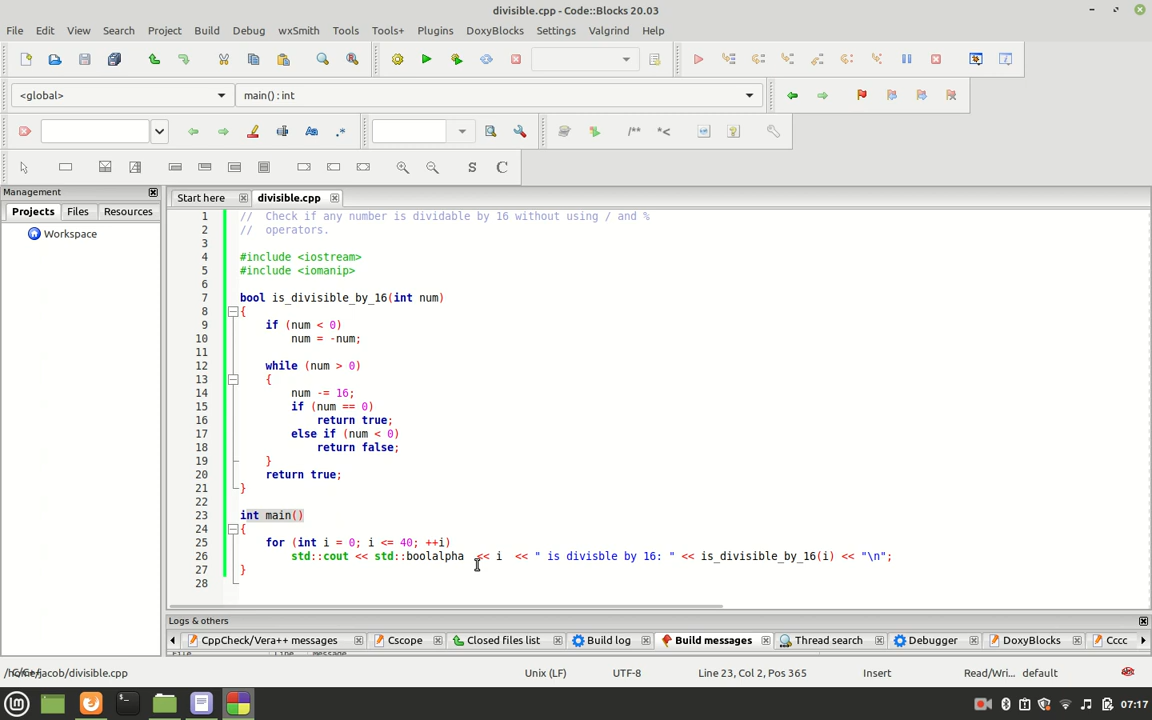 divisible.cpp - Code::Blocks 20.03
File Edit View Search Project Build Debug wxSmith Tools Tools+ Plugins DoxyBlocks Settings Valgrind Help
<global> main() : int
/** *<
S C
Management
Projects Files Resources
Workspace
Start here divisible.cpp
1 // Check if any number is dividable by 16 without using / and %
2 // operators.
3
4 #include <iostream>
5 #include <iomanip>
6
7 bool is_divisible_by_16(int num)
8 {
9 if (num < 0)
10 num = -num;
11
12 while (num > 0)
13 {
14 num -= 16;
15 if (num == 0)
16 return true;
17 else if (num < 0)
18 return false;
19 }
20 return true;
21 }
22
23 int main()
24 {
25 for (int i = 0; i <= 40; ++i)
26 std::cout << std::boolalpha << i << " is divisble by 16: " << is_divisible_by_16(i) << "\n";
27 }
28
Logs & others
CppCheck/Vera++ messages Cscope Closed files list Build log Build messages Thread search Debugger DoxyBlocks Cccc
File Line Message
/home/jacob/divisible.cpp Unix (LF) UTF-8 Line 23, Col 2, Pos 365 Insert Read/Wri... default
07:17